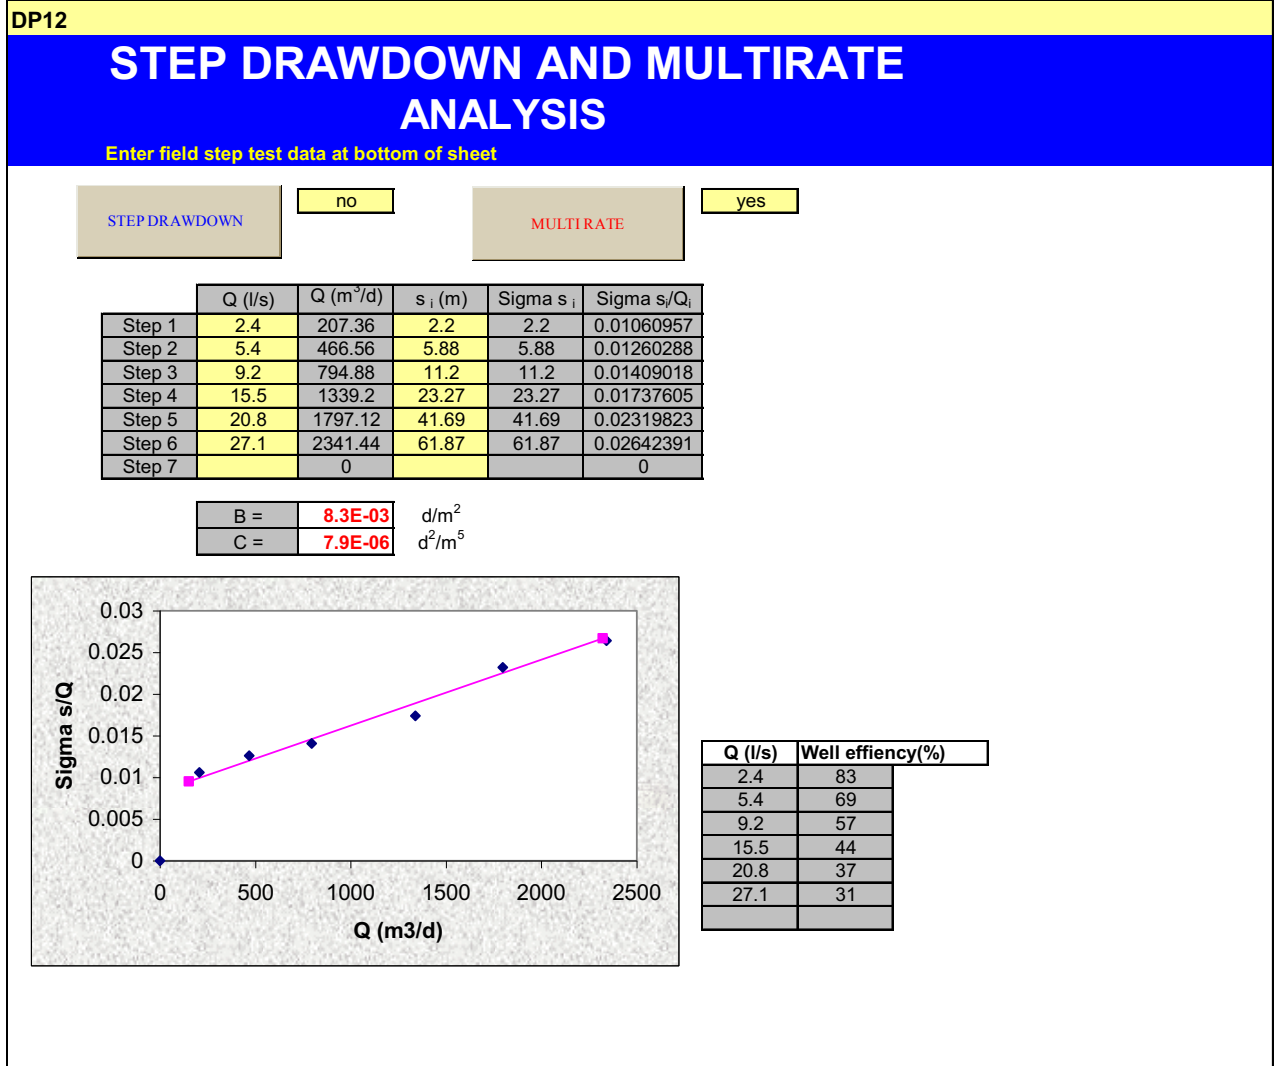 DP12
STEP DRAWDOWN AND MULTIRATE
ANALYSIS
Enter field step test data at bottom of sheet
STEP DRAWDOWN no MULTI RATE yes
Q (l/s) Q (m³/d) s i (m) Sigma s i Sigma si/Qi
Step 1 2.4 207.36 2.2 2.2 0.01060957
Step 2 5.4 466.56 5.88 5.88 0.01260288
Step 3 9.2 794.88 11.2 11.2 0.01409018
Step 4 15.5 1339.2 23.27 23.27 0.01737605
Step 5 20.8 1797.12 41.69 41.69 0.02319823
Step 6 27.1 2341.44 61.87 61.87 0.02642391
Step 7 0 0
B = 8.3E-03 d/m²
C = 7.9E-06 d²/m⁵
0.03
0.025
0.02
0.015
0.01
0.005
0
Sigma s/Q
0 500 1000 1500 2000 2500
Q (m3/d)
Q (l/s) Well effiency(%)
2.4 83
5.4 69
9.2 57
15.5 44
20.8 37
27.1 31